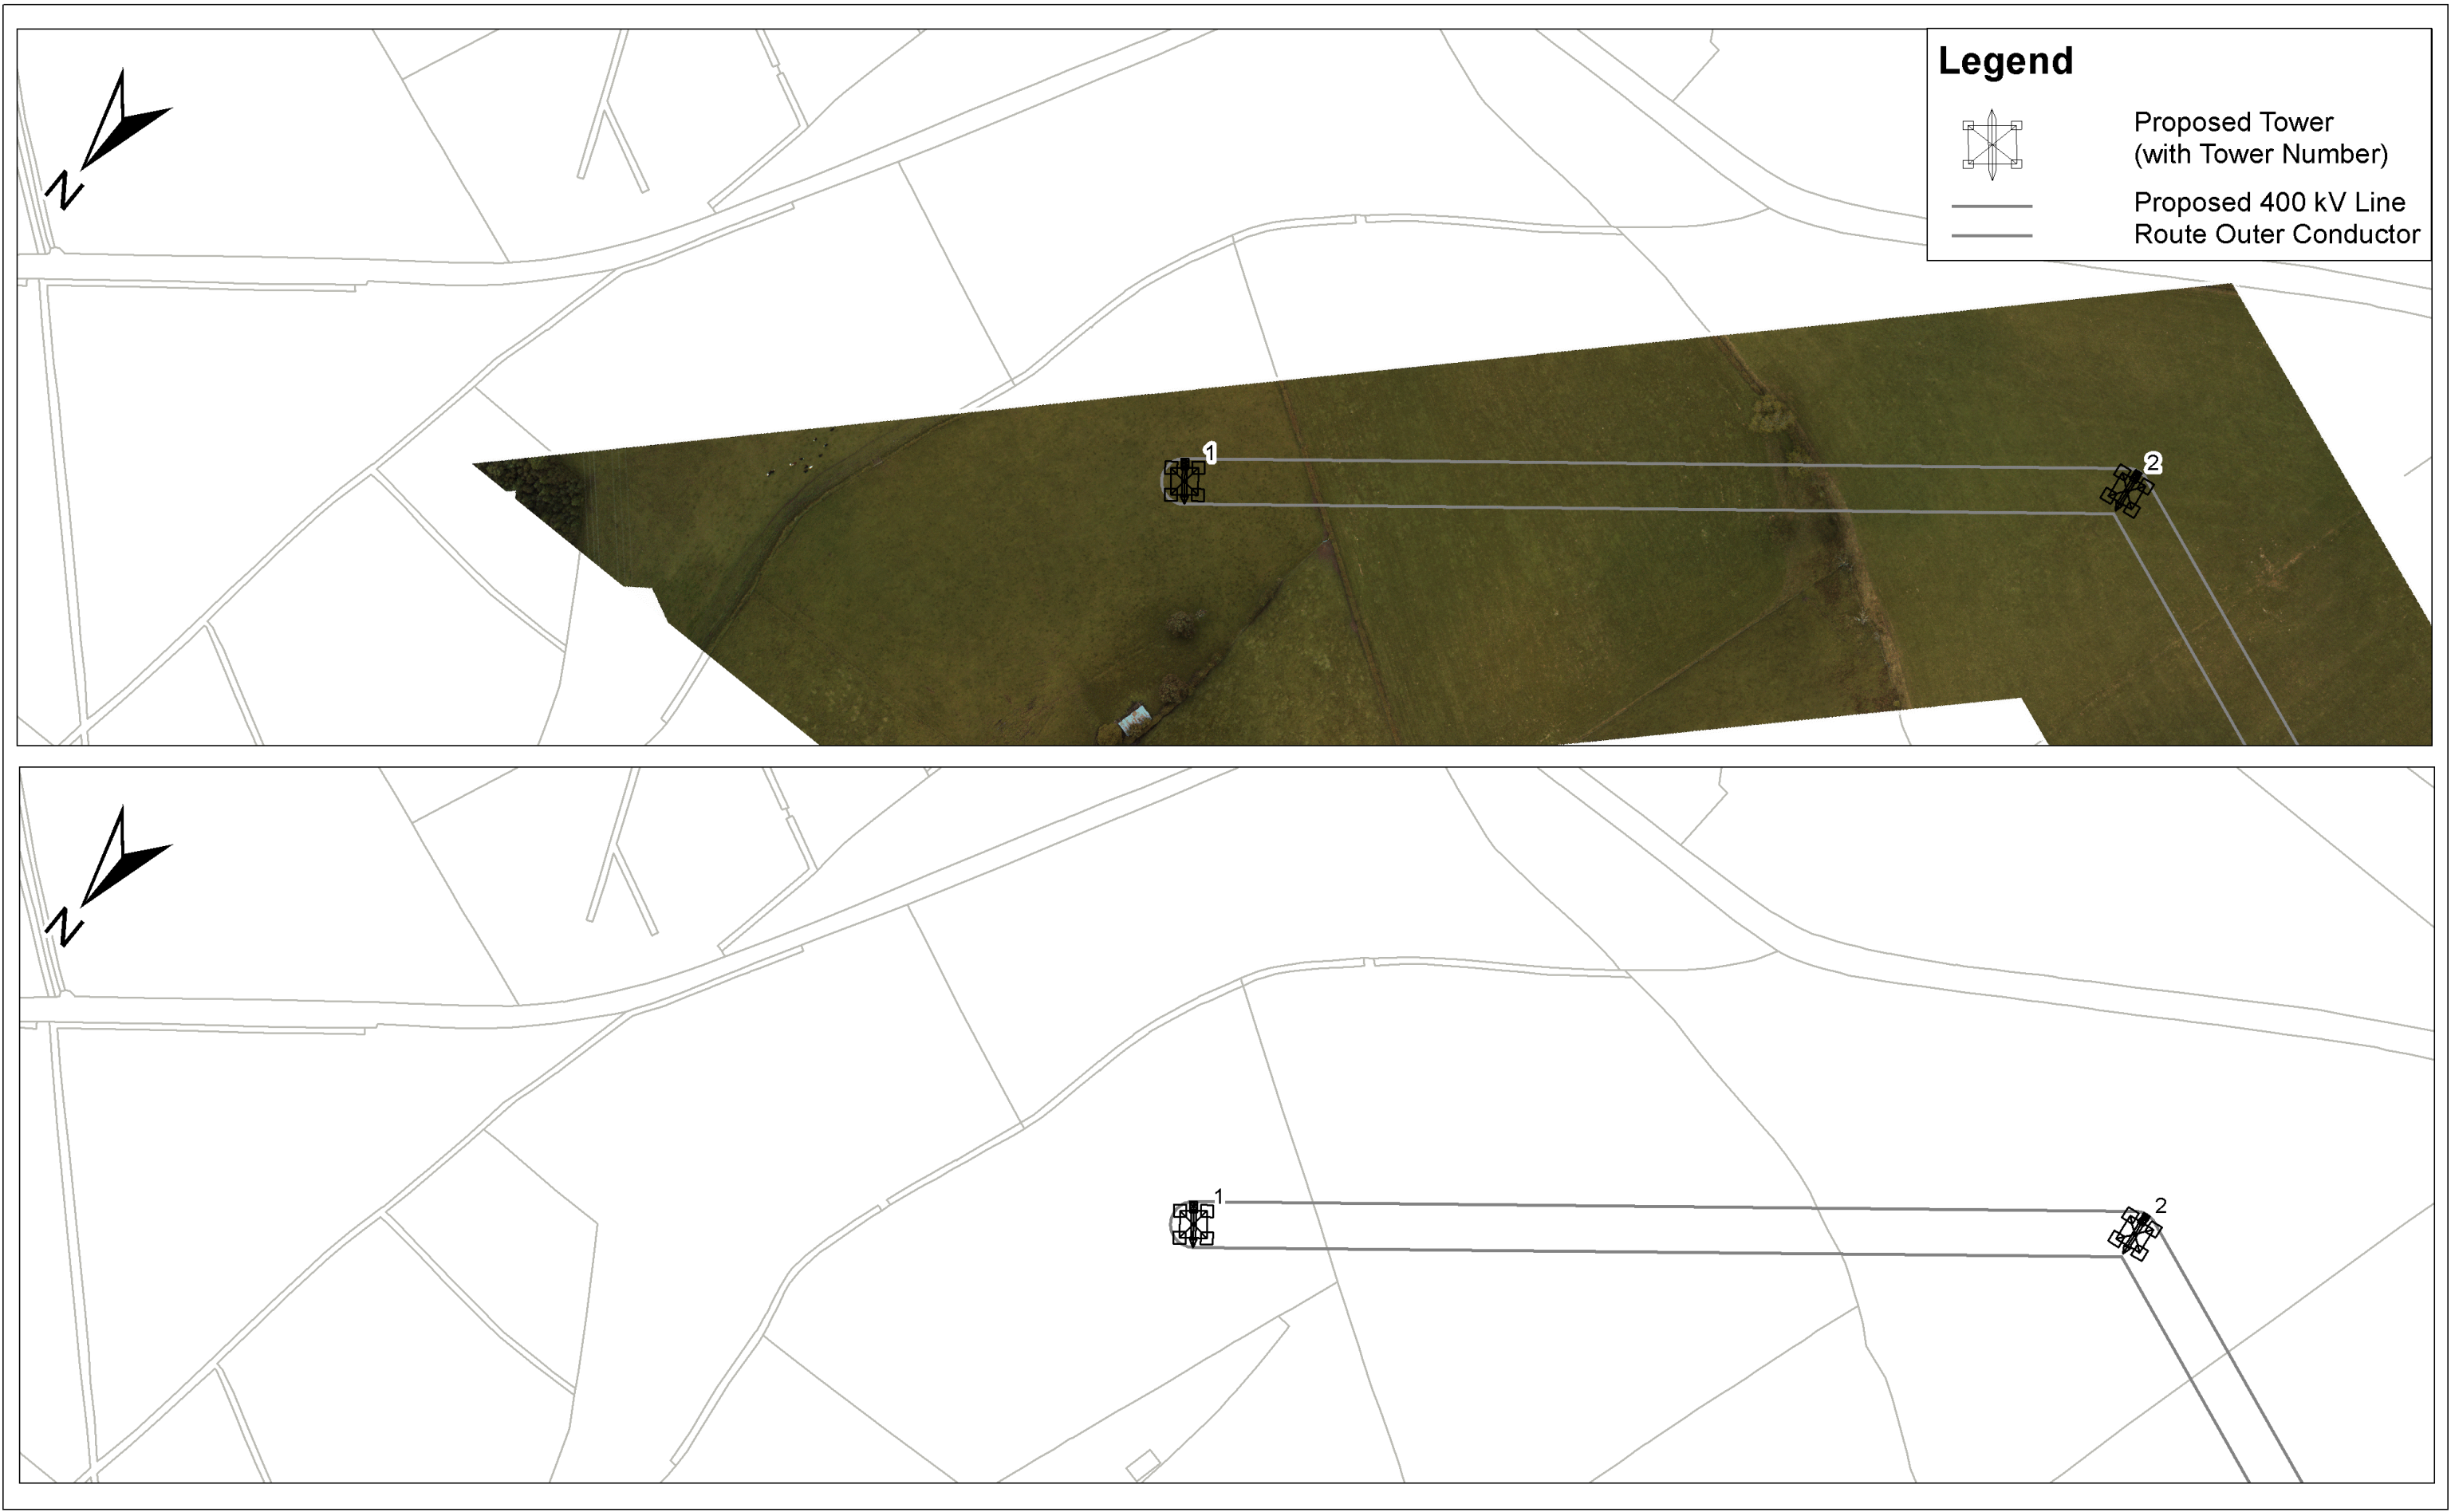 Legend
Proposed Tower
(with Tower Number)
Proposed 400 kV Line
Route Outer Conductor
N
1
2
N
1
2